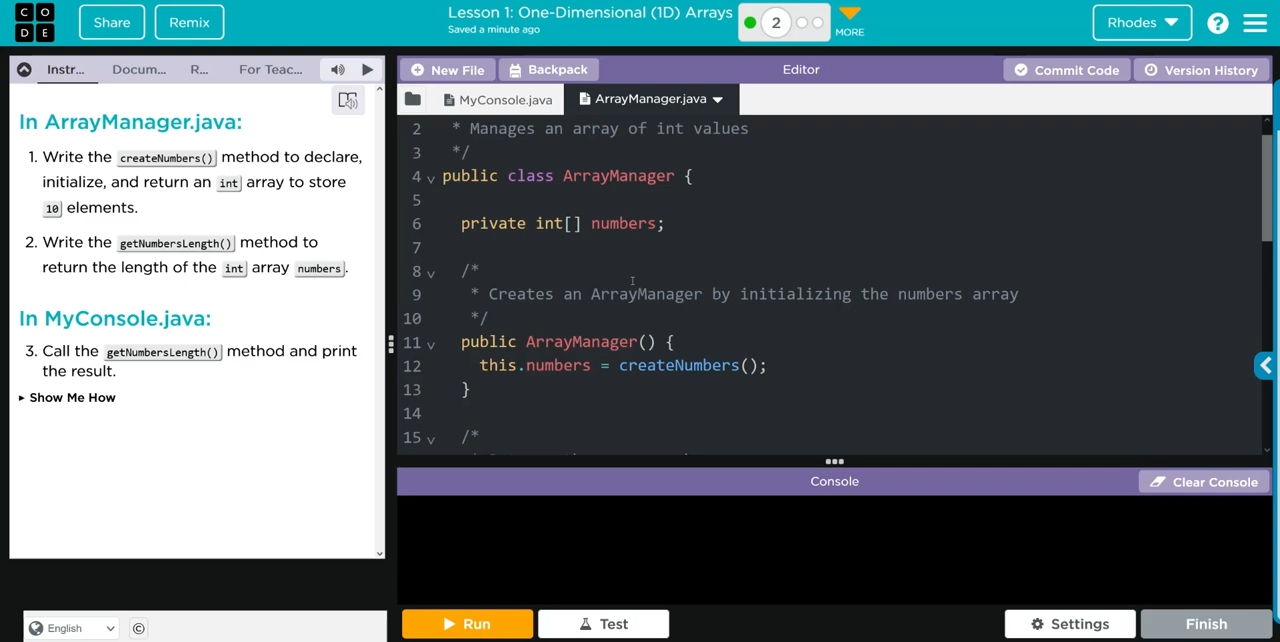 C O
D E
Share
Remix
Lesson 1: One-Dimensional (1D) Arrays
Saved a minute ago
2
MORE
Rhodes
?
Instr...
Docum...
R...
For Teac...
New File
Backpack
Editor
Commit Code
Version History
MyConsole.java
ArrayManager.java
In ArrayManager.java:
1. Write the createNumbers() method to declare,
initialize, and return an int array to store
10 elements.
2. Write the getNumbersLength() method to
return the length of the int array numbers.
In MyConsole.java:
3. Call the getNumbersLength() method and print
the result.
Show Me How
2 * Manages an array of int values
3 */
4 public class ArrayManager {
5
6 private int[] numbers;
7
8 /*
9 * Creates an ArrayManager by initializing the numbers array
10 */
11 public ArrayManager() {
12 this.numbers = createNumbers();
13 }
14
15 /*
Console
Clear Console
English
©
Run
Test
Settings
Finish